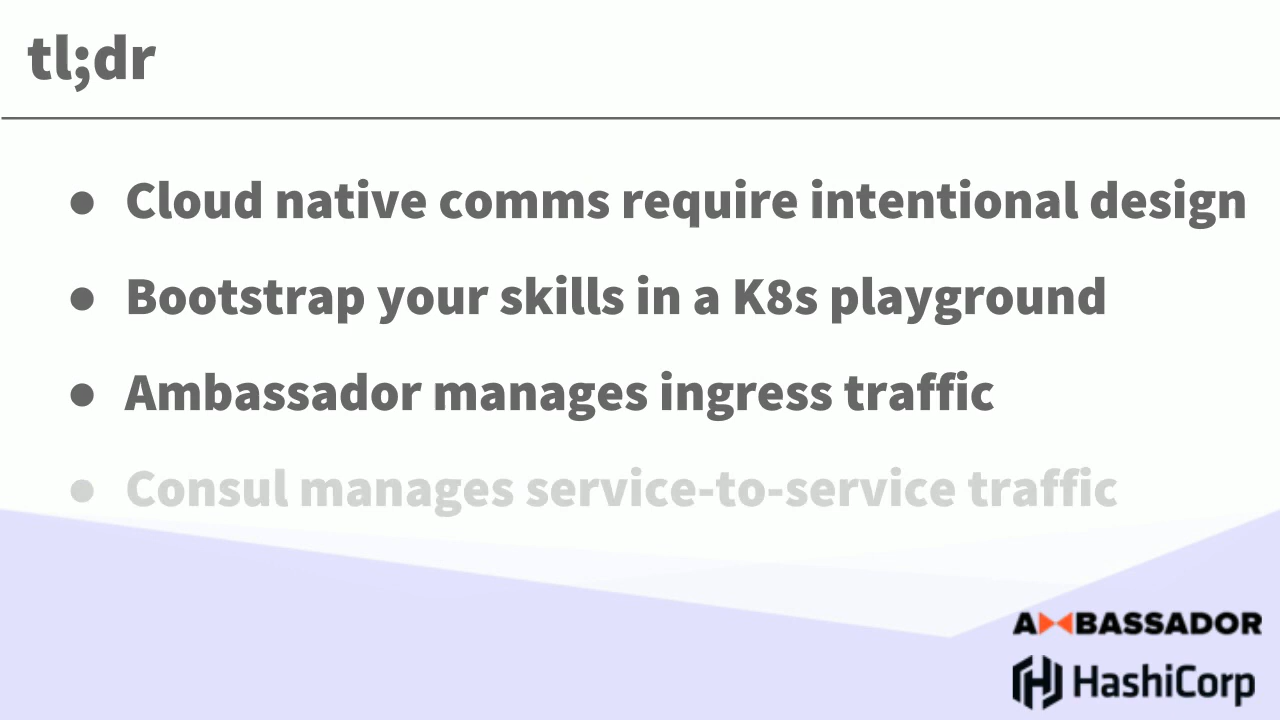 tl;dr
● Cloud native comms require intentional design
● Bootstrap your skills in a K8s playground
● Ambassador manages ingress traffic
● Consul manages service-to-service traffic
AMBASSADOR
HashiCorp